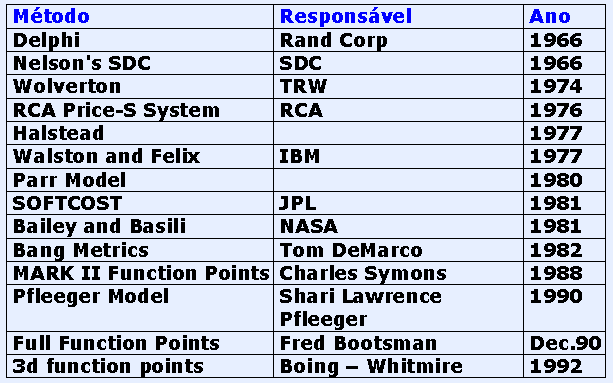 Método Responsável Ano
Delphi Rand Corp 1966
Nelson's SDC SDC 1966
Wolverton TRW 1974
RCA Price-S System RCA 1976
Halstead 1977
Walston and Felix IBM 1977
Parr Model 1980
SOFTCOST JPL 1981
Bailey and Basili NASA 1981
Bang Metrics Tom DeMarco 1982
MARK II Function Points Charles Symons 1988
Pfleeger Model Shari Lawrence 1990
Pfleeger
Full Function Points Fred Bootsman Dec.90
3d function points Boing – Whitmire 1992